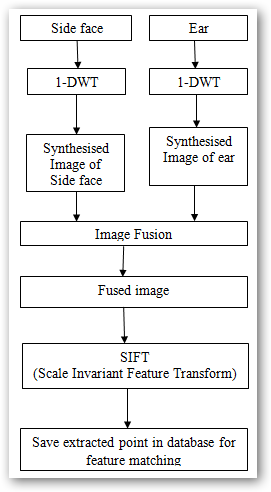 Side face
Ear
1-DWT
1-DWT
Synthesised
Image of
Side face
Synthesised
Image of ear
Image Fusion
Fused image
SIFT
(Scale Invariant Feature Transform)
Save extracted point in database for
feature matching